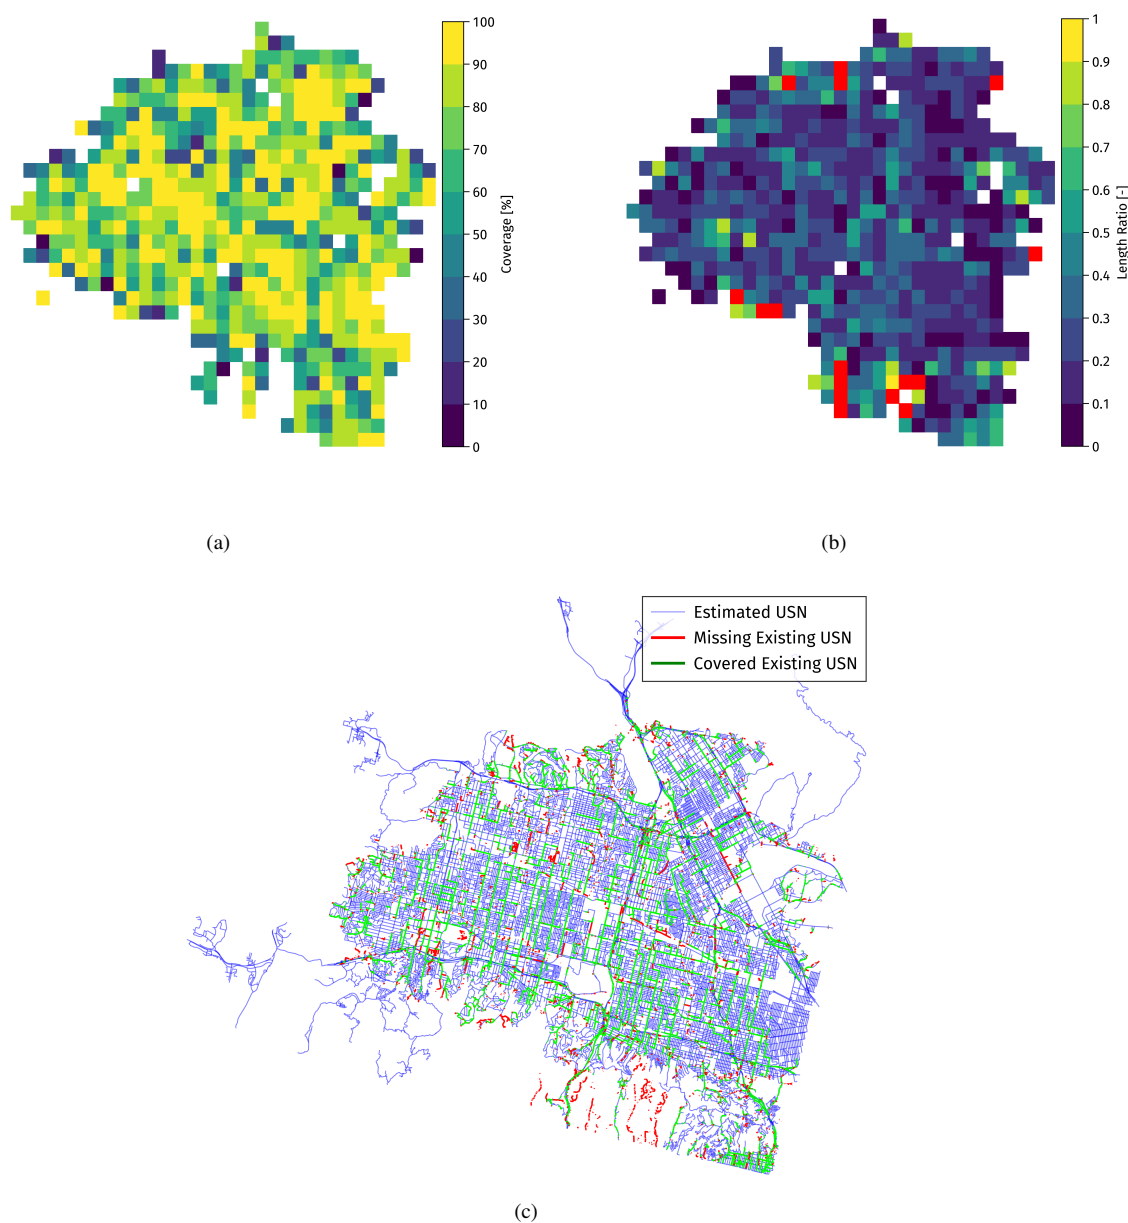 100
90
80
70
60
50
40
30
20
10
0
Coverage [%]
1
0.9
0.8
0.7
0.6
0.5
0.4
0.3
0.2
0.1
0
Length Ratio [-]
(a)
(b)
Estimated USN
Missing Existing USN
Covered Existing USN
(c)